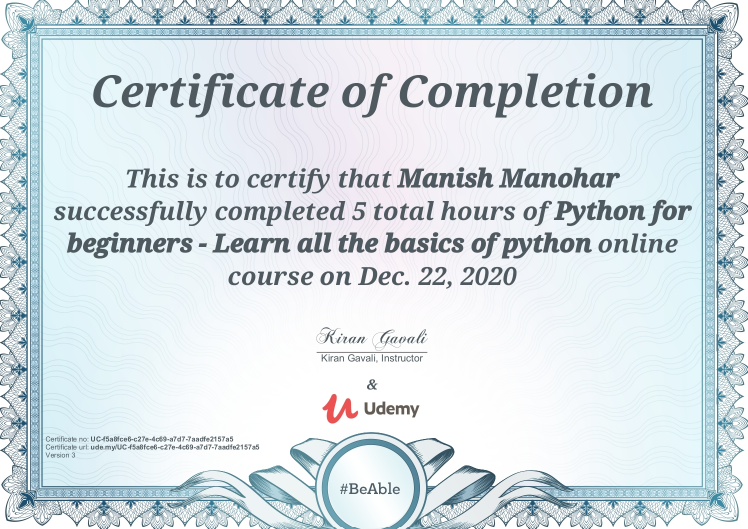 Certificate of Completion
This is to certify that Manish Manohar
successfully completed 5 total hours of Python for
beginners - Learn all the basics of python online
course on Dec. 22, 2020
Kiran Gavali
Kiran Gavali, Instructor
&
Udemy
Certificate no: UC-f5a8fce6-c27e-4c69-a7d7-7aadfe2157a5
Certificate url: ude.my/UC-f5a8fce6-c27e-4c69-a7d7-7aadfe2157a5
Version 3
#BeAble